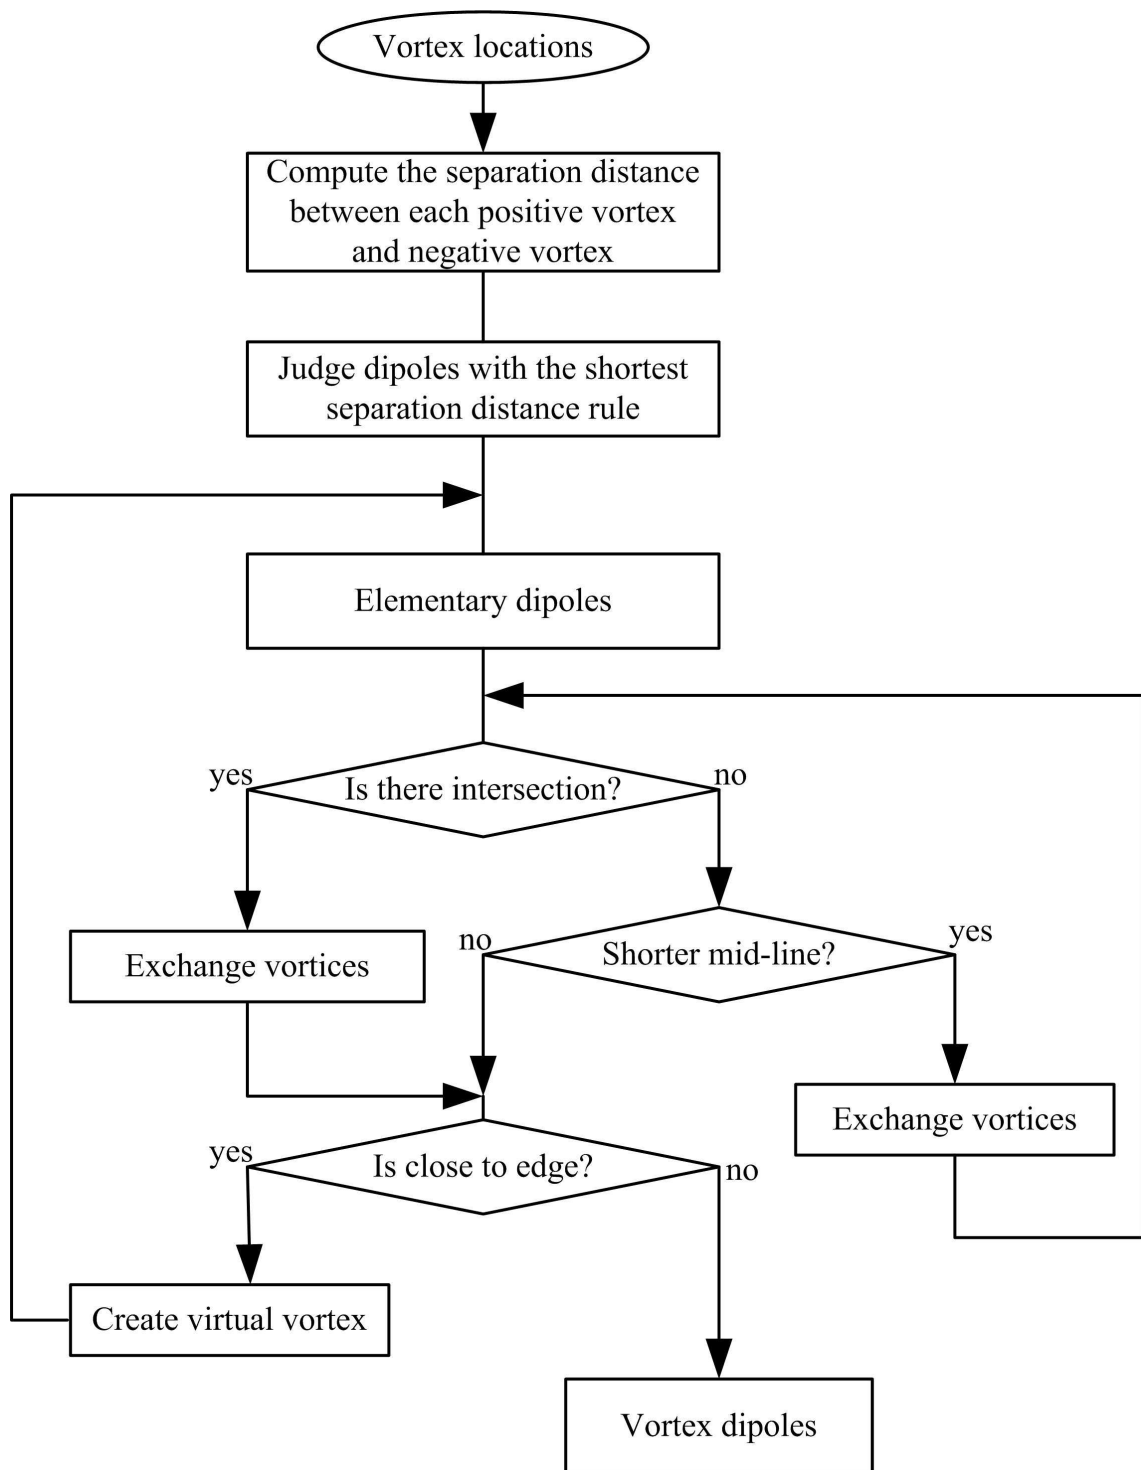 Vortex locations
Compute the separation distance
between each positive vortex
and negative vortex
Judge dipoles with the shortest
separation distance rule
Elementary dipoles
yes
Is there intersection?
no
Exchange vortices
no
Shorter mid-line?
yes
Exchange vortices
yes
Is close to edge?
no
Create virtual vortex
Vortex dipoles